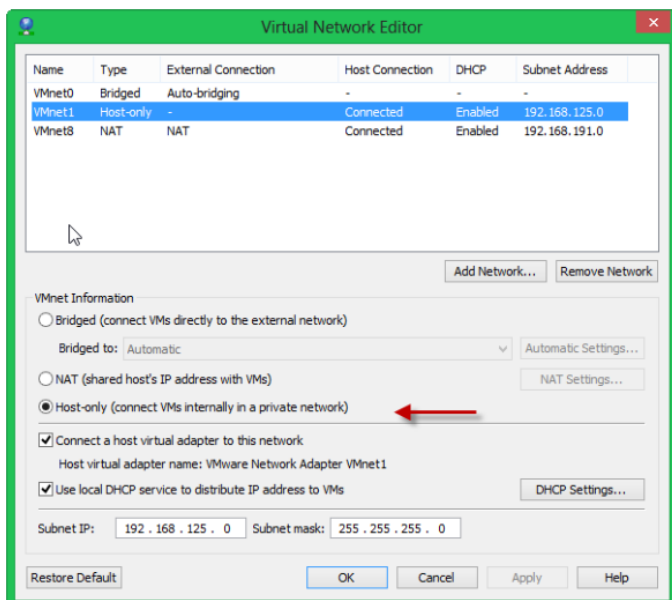 Virtual Network Editor
Name Type External Connection Host Connection DHCP Subnet Address
VMnet0 Bridged Auto-bridging - - -
VMnet1 Host-only - Connected Enabled 192.168.125.0
VMnet8 NAT NAT Connected Enabled 192.168.191.0
Add Network... Remove Network
VMnet Information
Bridged (connect VMs directly to the external network)
Bridged to: Automatic Automatic Settings...
NAT (shared host's IP address with VMs) NAT Settings...
Host-only (connect VMs internally in a private network)
Connect a host virtual adapter to this network
Host virtual adapter name: VMware Network Adapter VMnet1
Use local DHCP service to distribute IP address to VMs DHCP Settings...
Subnet IP: 192 . 168 . 125 . 0 Subnet mask: 255 . 255 . 255 . 0
Restore Default OK Cancel Apply Help